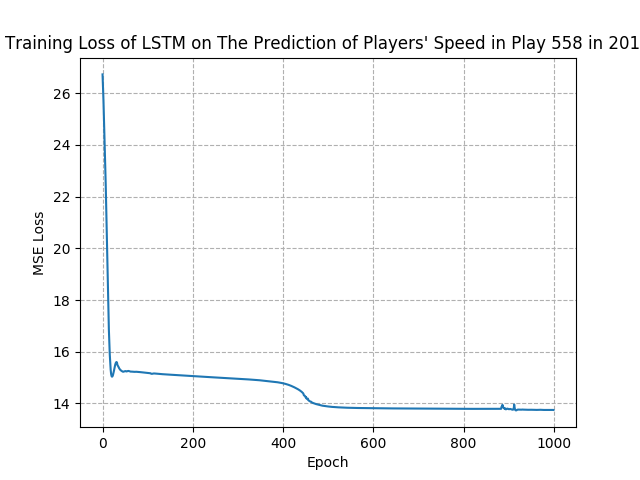 Training Loss of LSTM on The Prediction of Players' Speed in Play 558 in 201
26
24
22
20
18
16
14
MSE Loss
0 200 400 600 800 1000
Epoch